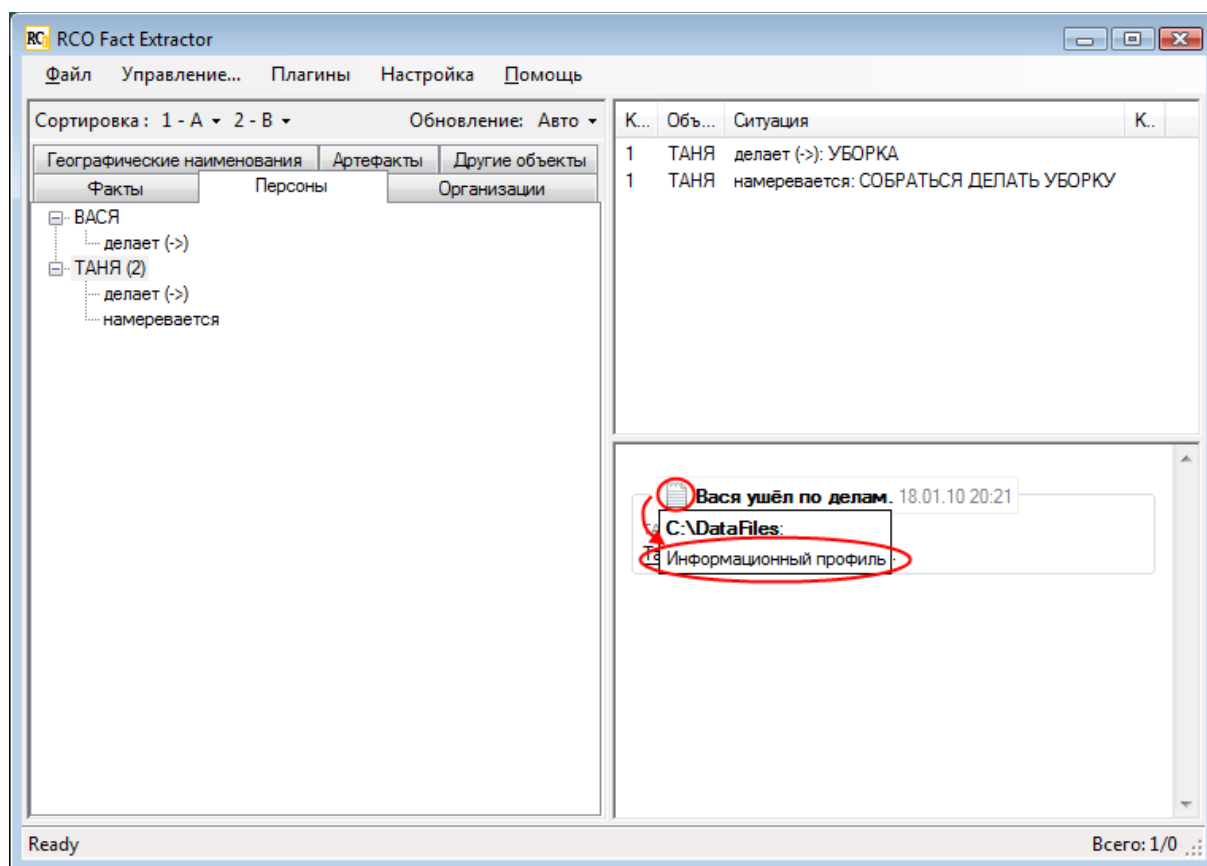 RCO RCO Fact Extractor
Файл Управление... Плагины Настройка Помощь
Сортировка: 1 - А 2 - В Обновление: Авто
Географические наименования Артефакты Другие объекты
Факты Персоны Организации
ВАСЯ
делает (->)
ТАНЯ (2)
делает (->)
намеревается
К... Объ... Ситуация К..
1 ТАНЯ делает (->): УБОРКА
1 ТАНЯ намеревается: СОБРАТЬСЯ ДЕЛАТЬ УБОРКУ
Вася ушёл по делам. 18.01.10 20:21
C:\DataFiles:
Информационный профиль
Ready Всего: 1/0